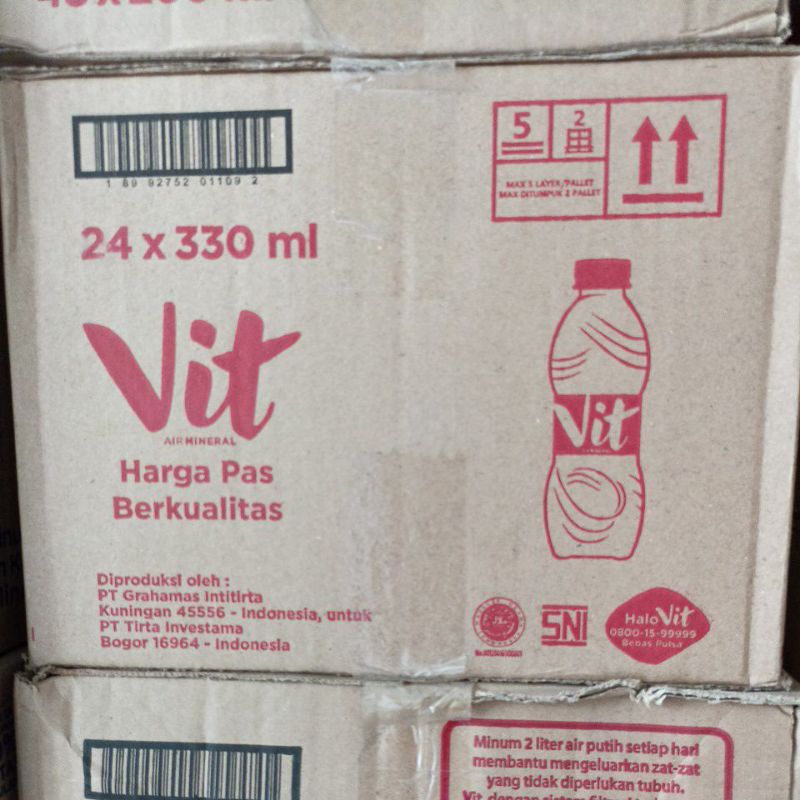 1 89 92752 01109 2
24 x 330 ml
Vit
AIR MINERAL
Harga Pas
Berkualitas
Diproduksi oleh :
PT Grahamas Intitirta
Kuningan 45556 - Indonesia, untuk
PT Tirta Investama
Bogor 16964 - Indonesia
5
2
MAX 5 LAYER/PALLET
MAX DITUMPUK 2 PALLET
Vit
SNI
Halo Vit
0800-15-99999
Bebas Pulsa
Minum 2 liter air putih setiap hari
membantu mengeluarkan zat-zat
yang tidak diperlukan tubuh.
Vit dengan sistem